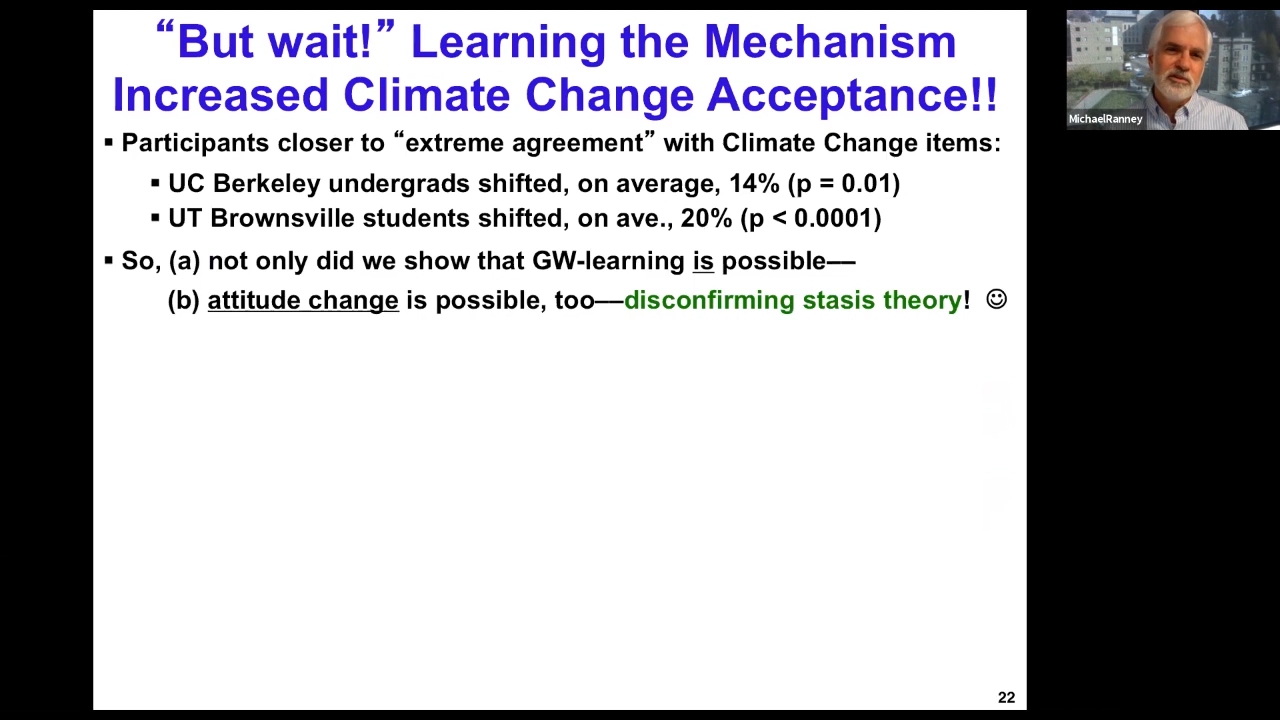 “But wait!” Learning the Mechanism
Increased Climate Change Acceptance!!
▪ Participants closer to “extreme agreement” with Climate Change items:
▪ UC Berkeley undergrads shifted, on average, 14% (p = 0.01)
▪ UT Brownsville students shifted, on ave., 20% (p < 0.0001)
▪ So, (a) not only did we show that GW-learning is possible—
(b) attitude change is possible, too—disconfirming stasis theory! ☺
22
MichaelRanney